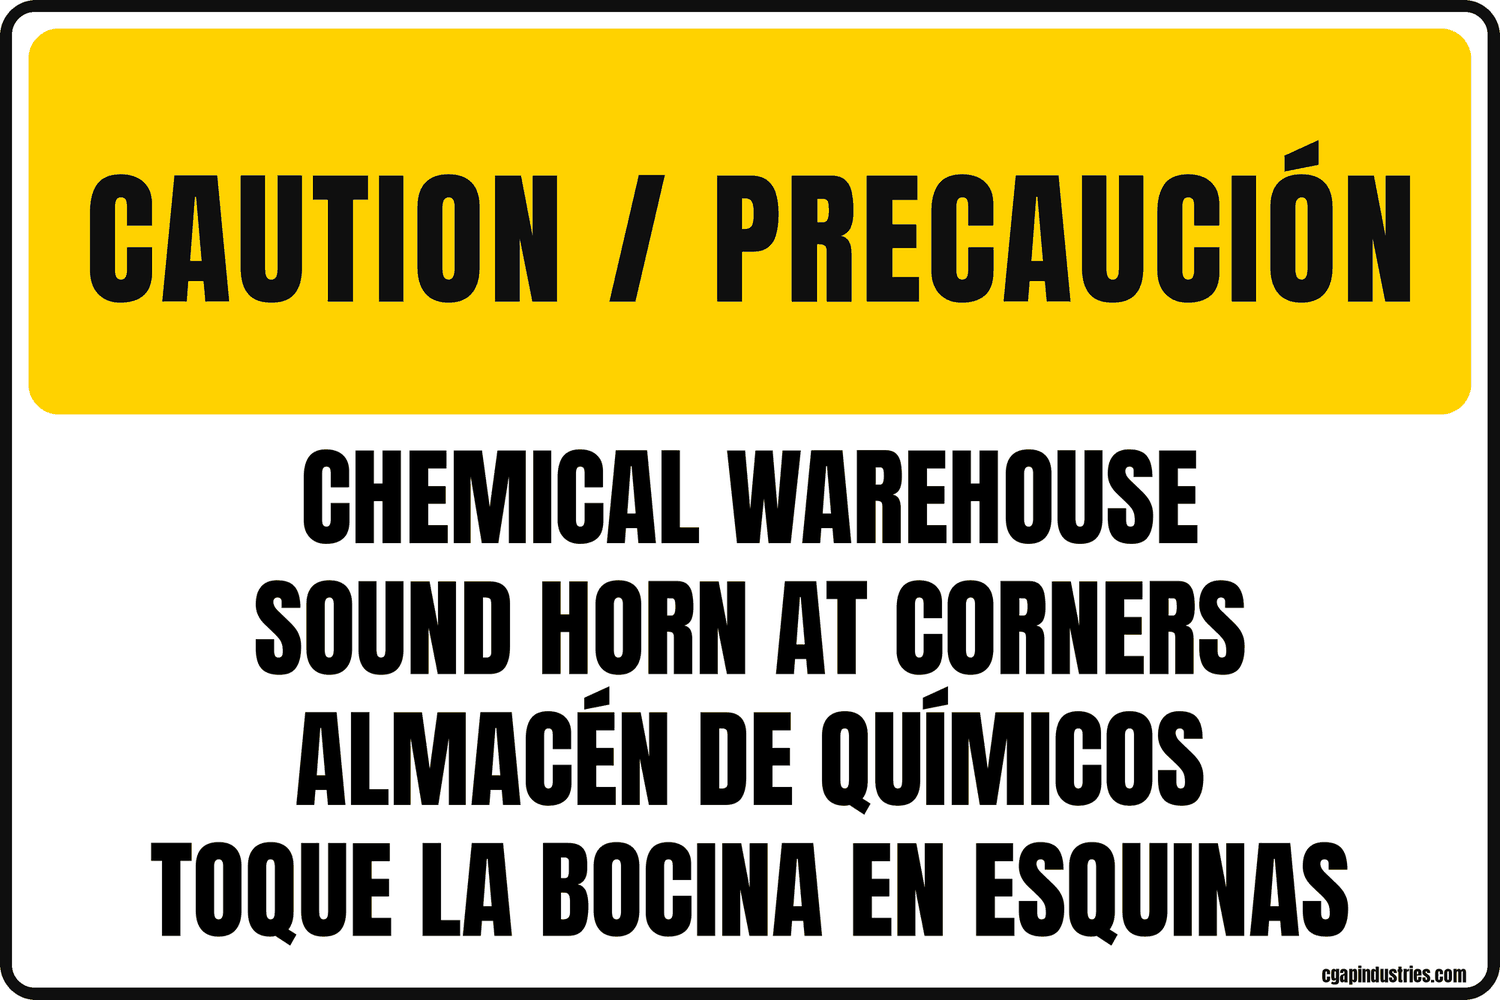 CAUTION / PRECAUCIÓN
CHEMICAL WAREHOUSE
SOUND HORN AT CORNERS
ALMACÉN DE QUÍMICOS
TOQUE LA BOCINA EN ESQUINAS
cgapindustries.com